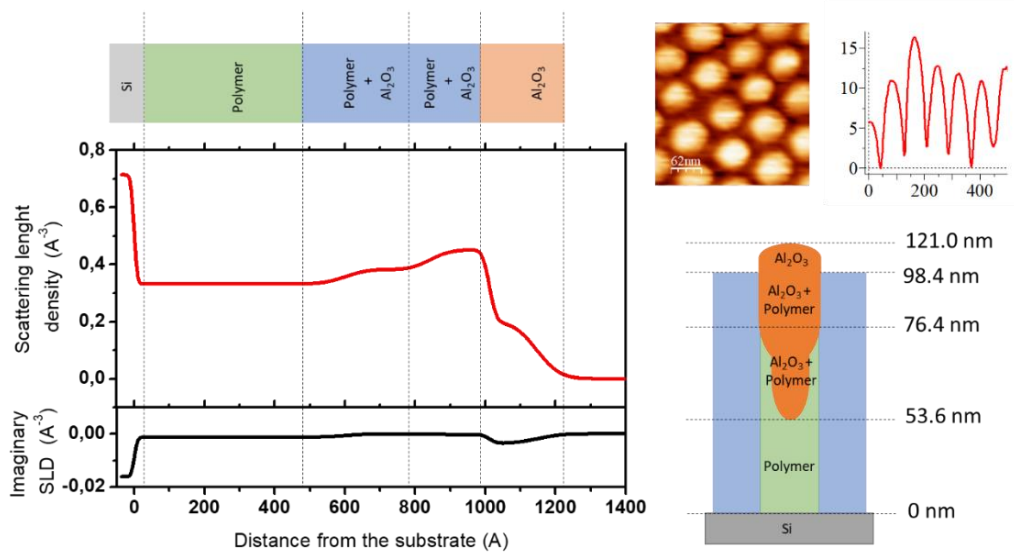 Si
Polymer
Polymer
+
Al₂O₃
Polymer
+
Al₂O₃
Al₂O₃
0,8
0,6
0,4
0,2
0,0
Scattering lenght
density (A⁻³)
0,00
-0,02
Imaginary
SLD (A⁻³)
0
200
400
600
800
1000
1200
1400
Distance from the substrate (A)
62nm
15
10
5
0
0
200
400
121.0 nm
98.4 nm
76.4 nm
53.6 nm
0 nm
Al₂O₃
Al₂O₃ +
Polymer
Al₂O₃ +
Polymer
Polymer
Si